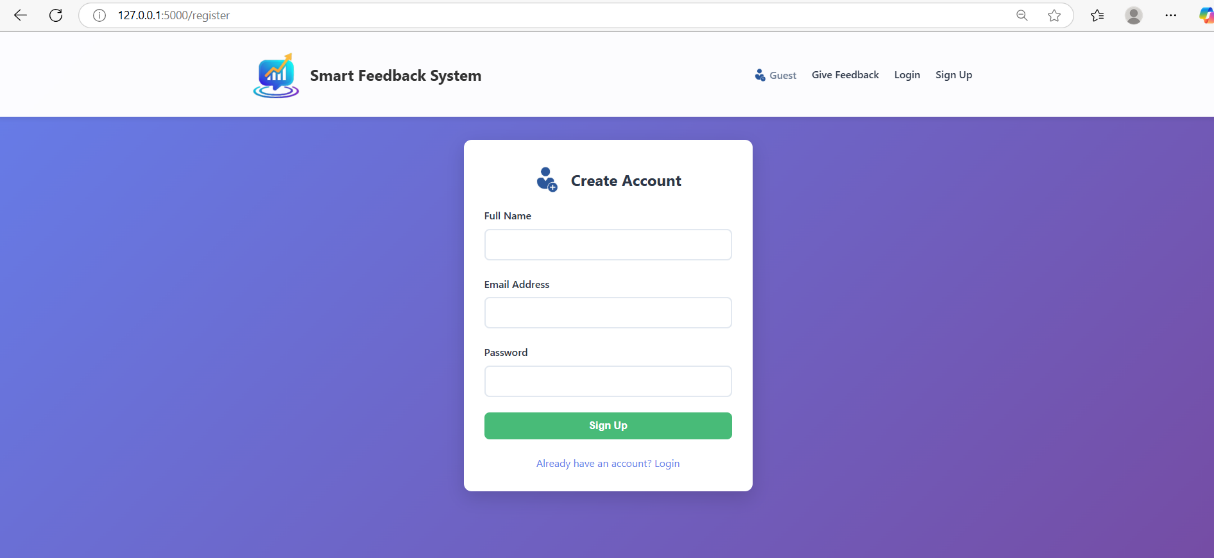 127.0.0.1:5000/register
Smart Feedback System
Guest Give Feedback Login Sign Up
Create Account
Full Name
Email Address
Password
Sign Up
Already have an account? Login